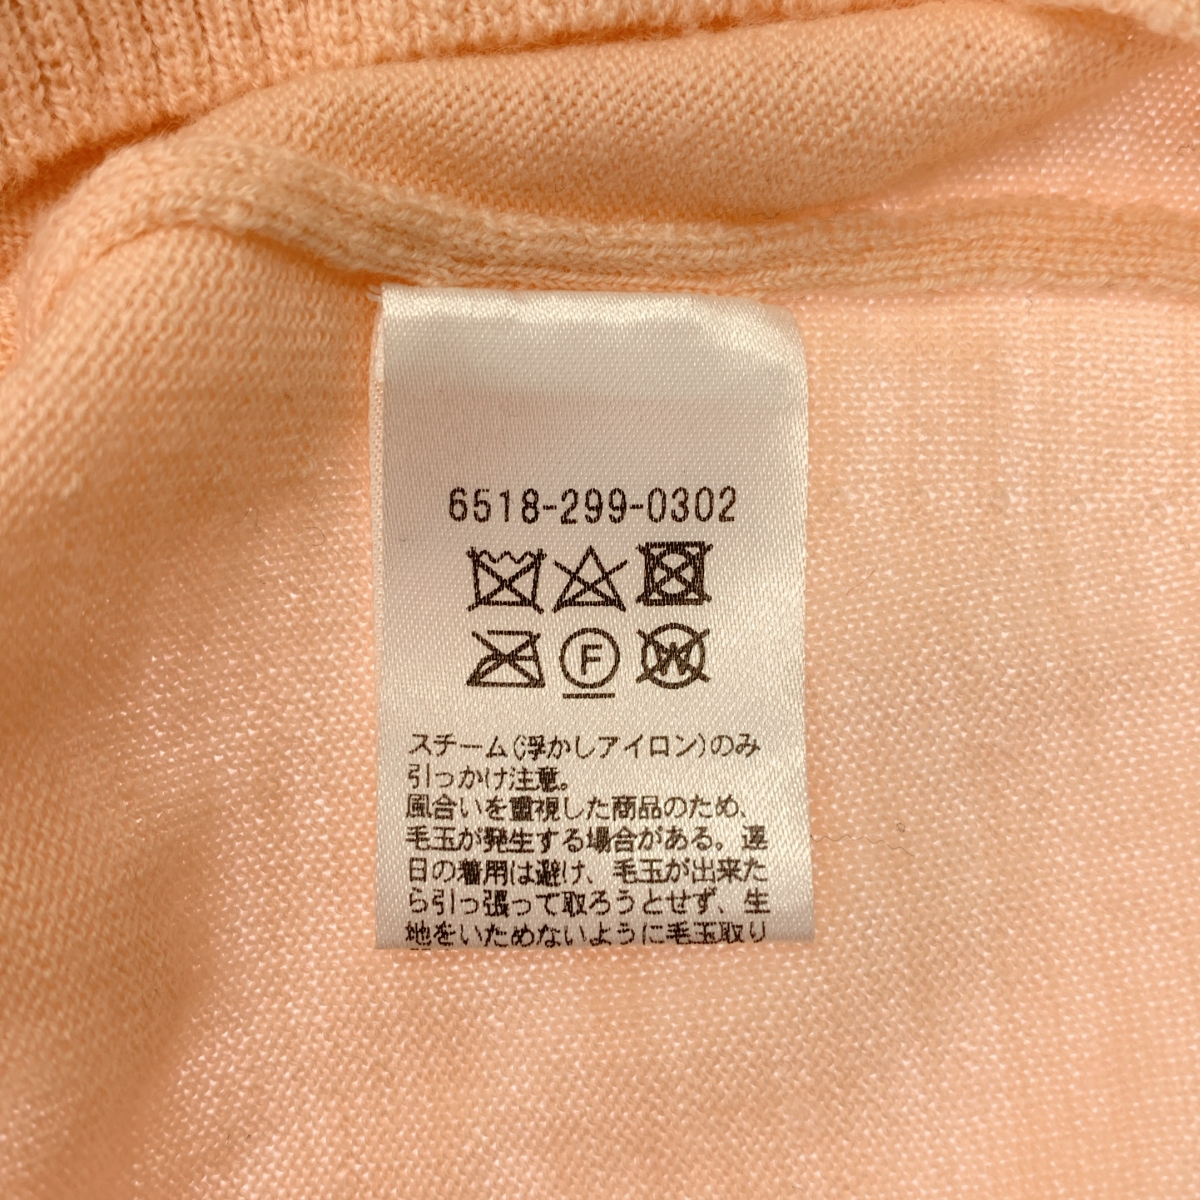 6518-299-0302
F
W
スチーム(浮かしアイロン)のみ
引っかけ注意。
風合いを重視した商品のため、
毛玉が発生する場合がある。連
日の着用は避け、毛玉が出来た
ら引っ張って取ろうとせず、生
地をいためないように毛玉取り